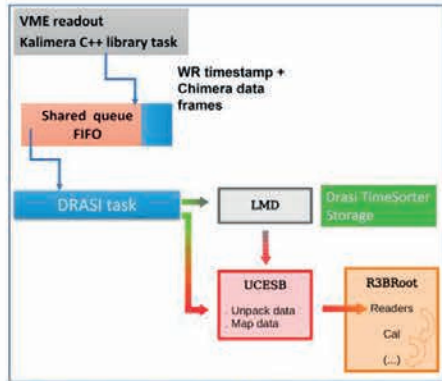 VME readout
Kalimera C++ library task
WR timestamp +
Chimera data
frames
Shared queue
FIFO
DRASI task
LMD
Drasi TimeSorter
Storage
UCESB
. Unpack data
. Map data
R3BRoot
Readers
Cal
(...)